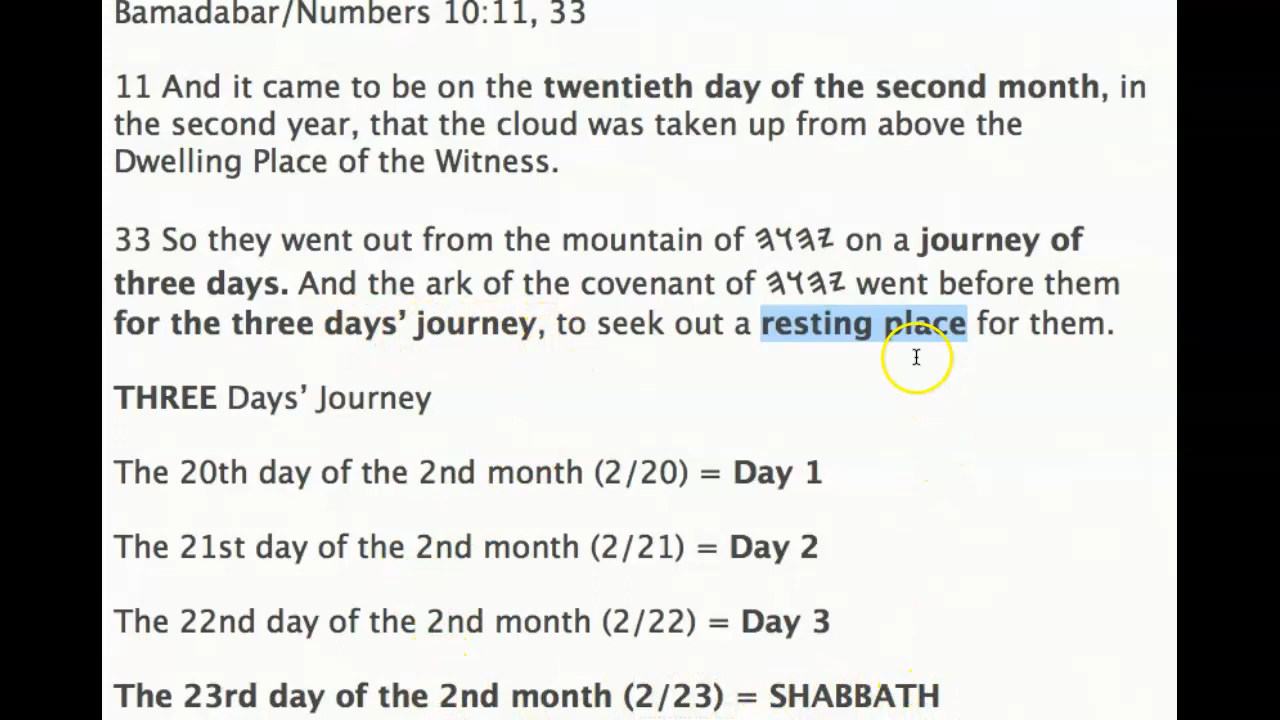 Bamadabar/Numbers 10:11, 33
11 And it came to be on the twentieth day of the second month, in
the second year, that the cloud was taken up from above the
Dwelling Place of the Witness.
33 So they went out from the mountain of 𐤉𐤄𐤅𐤄 on a journey of
three days. And the ark of the covenant of 𐤉𐤄𐤅𐤄 went before them
for the three days’ journey, to seek out a resting place for them.
THREE Days’ Journey
The 20th day of the 2nd month (2/20) = Day 1
The 21st day of the 2nd month (2/21) = Day 2
The 22nd day of the 2nd month (2/22) = Day 3
The 23rd day of the 2nd month (2/23) = SHABBATH